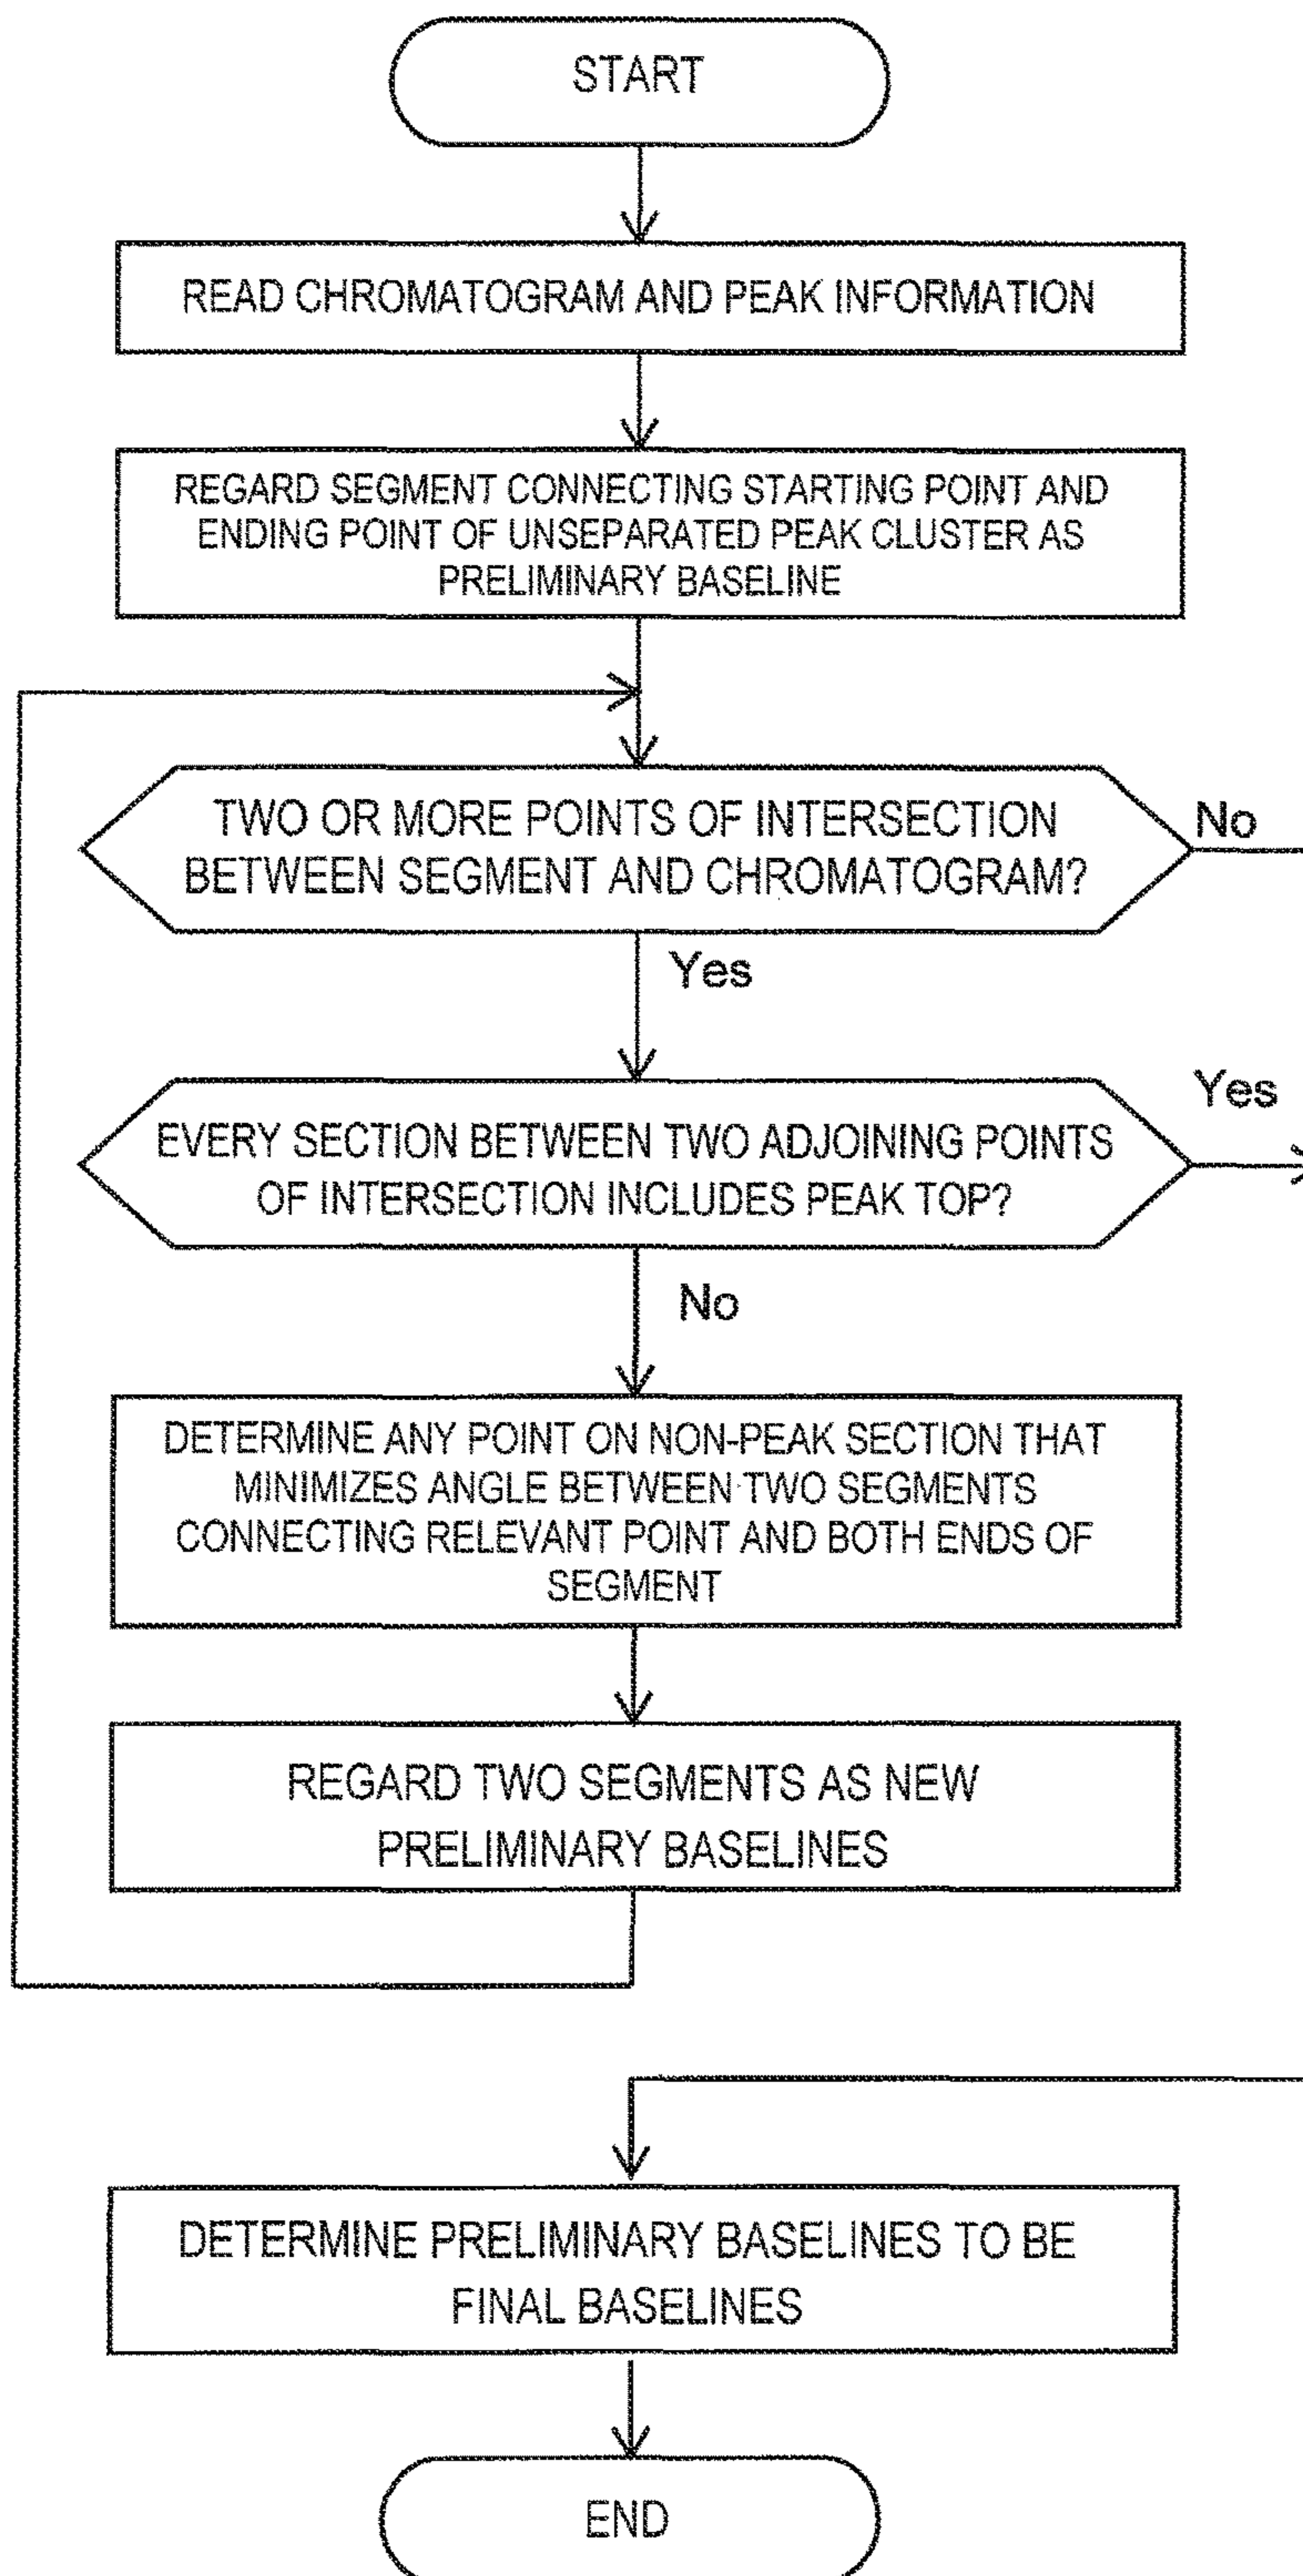 START
READ CHROMATOGRAM AND PEAK INFORMATION
REGARD SEGMENT CONNECTING STARTING POINT AND
ENDING POINT OF UNSEPARATED PEAK CLUSTER AS
PRELIMINARY BASELINE
TWO OR MORE POINTS OF INTERSECTION
BETWEEN SEGMENT AND CHROMATOGRAM?
No
Yes
EVERY SECTION BETWEEN TWO ADJOINING POINTS
OF INTERSECTION INCLUDES PEAK TOP?
Yes
No
DETERMINE ANY POINT ON NON-PEAK SECTION THAT
MINIMIZES ANGLE BETWEEN TWO SEGMENTS
CONNECTING RELEVANT POINT AND BOTH ENDS OF
SEGMENT
REGARD TWO SEGMENTS AS NEW
PRELIMINARY BASELINES
DETERMINE PRELIMINARY BASELINES TO BE
FINAL BASELINES
END